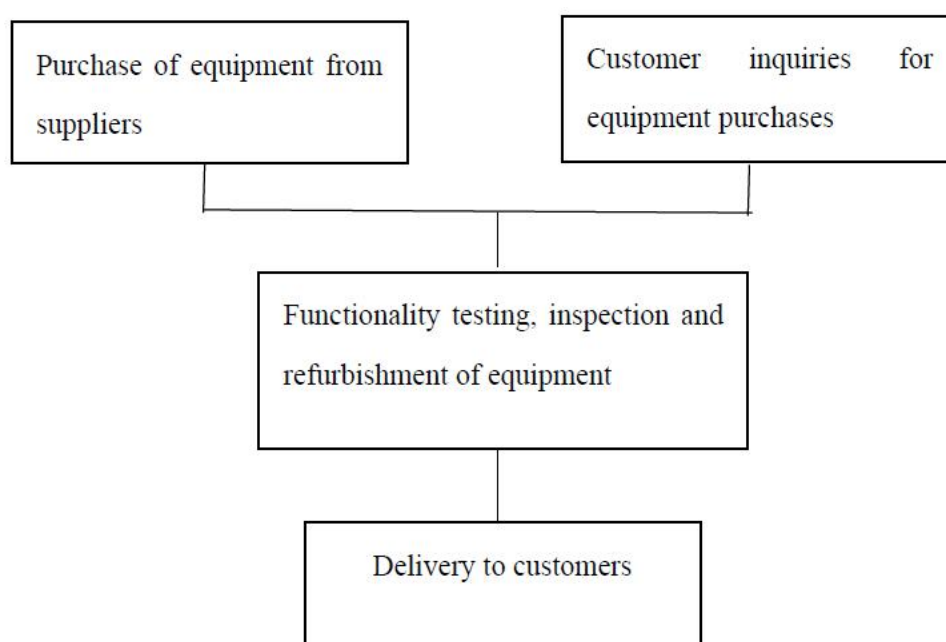 Purchase of equipment from
suppliers
Customer inquiries for
equipment purchases
Functionality testing, inspection and
refurbishment of equipment
Delivery to customers